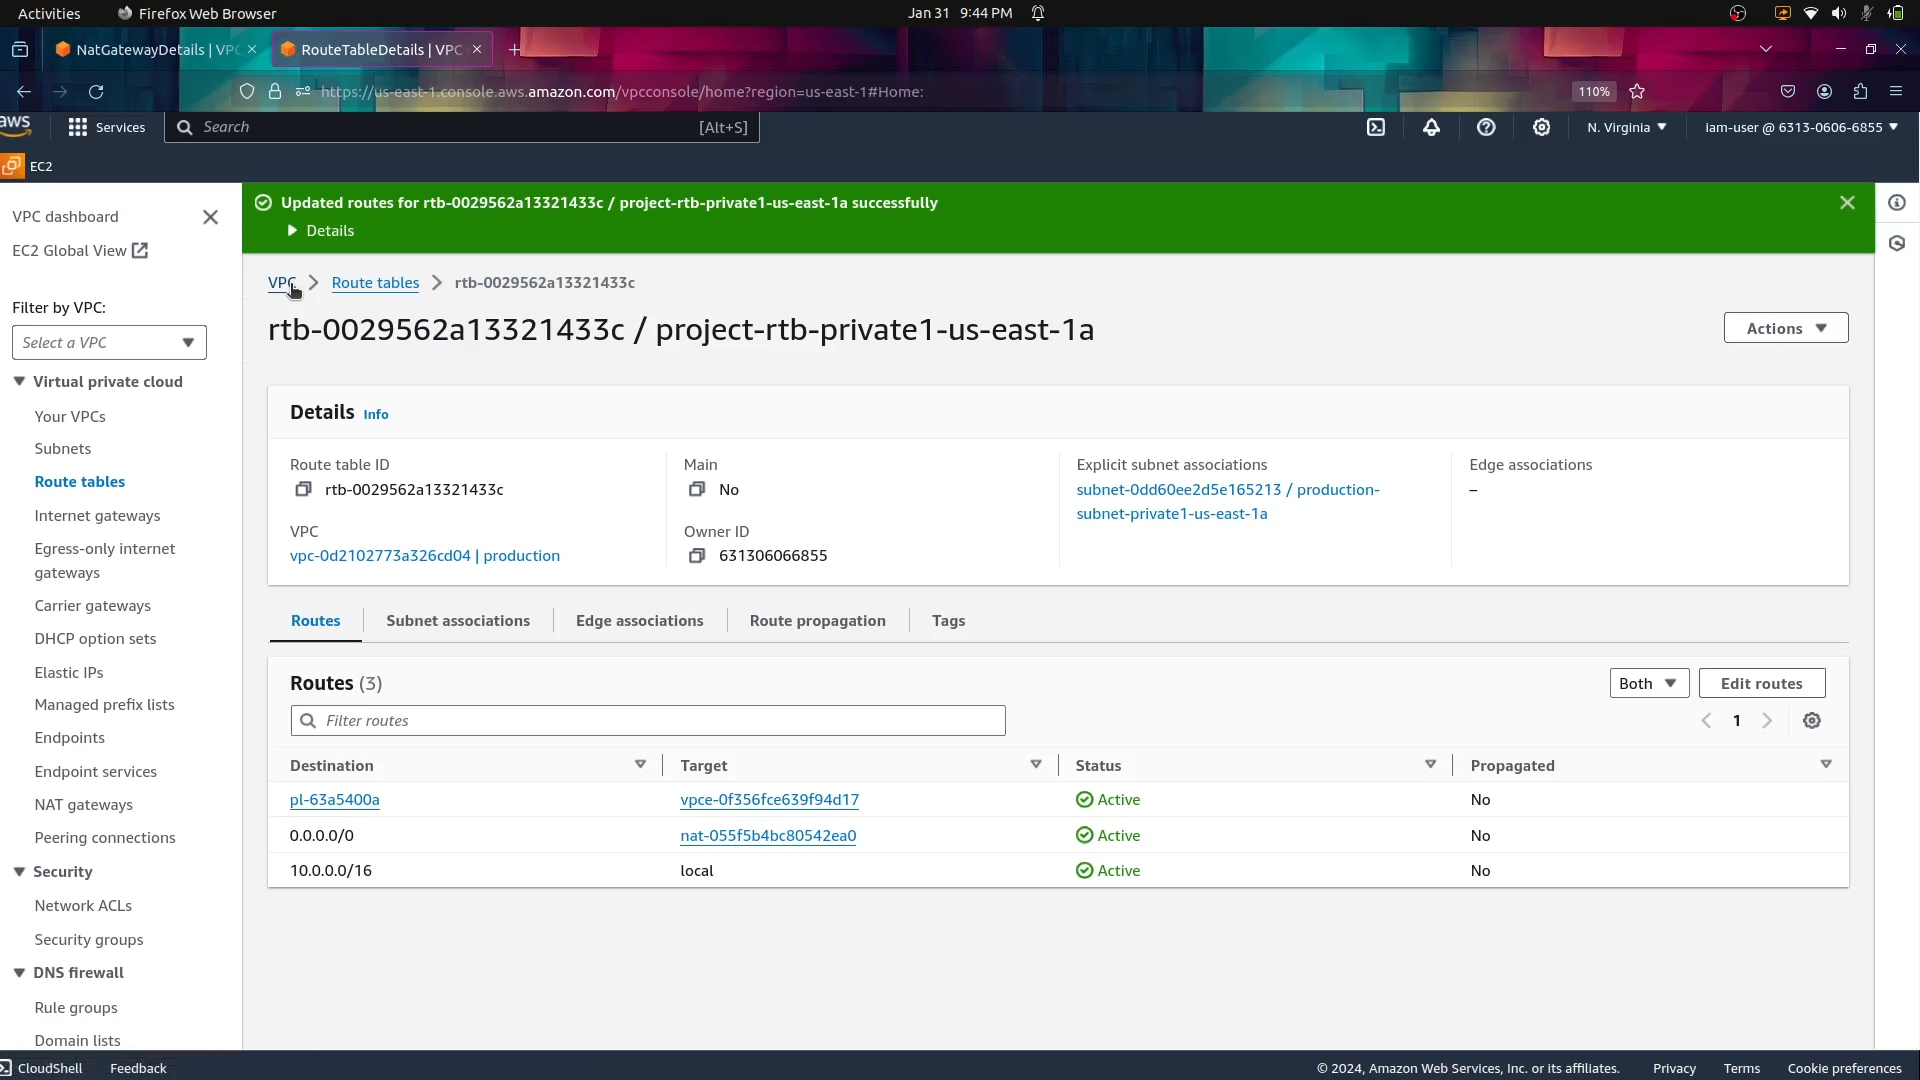 Activities
Firefox Web Browser
Jan 31 9:44 PM
NatGatewayDetails | VPC
RouteTableDetails | VPC
https://us-east-1.console.aws.amazon.com/vpcconsole/home?region=us-east-1#Home:
110%
aws
Services
Search
[Alt+S]
N. Virginia
iam-user @ 6313-0606-6855
EC2
VPC dashboard
EC2 Global View
Filter by VPC:
Select a VPC
Virtual private cloud
Your VPCs
Subnets
Route tables
Internet gateways
Egress-only internet
gateways
Carrier gateways
DHCP option sets
Elastic IPs
Managed prefix lists
Endpoints
Endpoint services
NAT gateways
Peering connections
Security
Network ACLs
Security groups
DNS firewall
Rule groups
Domain lists
Updated routes for rtb-0029562a13321433c / project-rtb-private1-us-east-1a successfully
Details
VPC
Route tables
rtb-0029562a13321433c
rtb-0029562a13321433c / project-rtb-private1-us-east-1a
Actions
Details
Info
Route table ID
rtb-0029562a13321433c
VPC
vpc-0d2102773a326cd04 | production
Main
No
Owner ID
631306066855
Explicit subnet associations
subnet-0dd60ee2d5e165213 / production-
subnet-private1-us-east-1a
Edge associations
–
Routes
Subnet associations
Edge associations
Route propagation
Tags
Routes (3)
Both
Edit routes
Filter routes
1
Destination
Target
Status
Propagated
pl-63a5400a
vpce-0f356fce639f94d17
Active
No
0.0.0.0/0
nat-055f5b4bc80542ea0
Active
No
10.0.0.0/16
local
Active
No
CloudShell
Feedback
© 2024, Amazon Web Services, Inc. or its affiliates.
Privacy
Terms
Cookie preferences